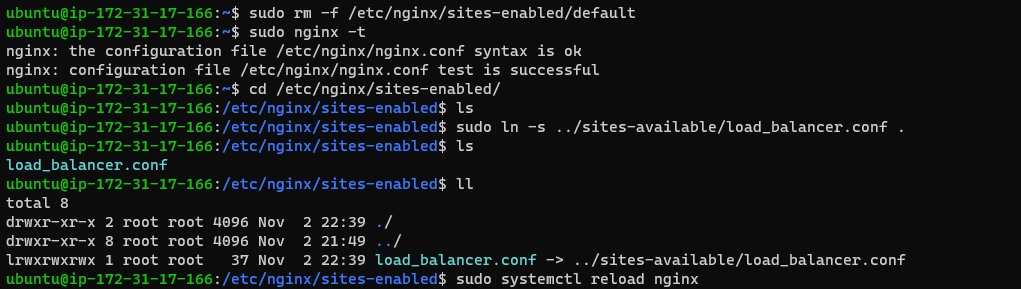 ubuntu@ip-172-31-17-166:~$ sudo rm -f /etc/nginx/sites-enabled/default
ubuntu@ip-172-31-17-166:~$ sudo nginx -t
nginx: the configuration file /etc/nginx/nginx.conf syntax is ok
nginx: configuration file /etc/nginx/nginx.conf test is successful
ubuntu@ip-172-31-17-166:~$ cd /etc/nginx/sites-enabled/
ubuntu@ip-172-31-17-166:/etc/nginx/sites-enabled$ ls
ubuntu@ip-172-31-17-166:/etc/nginx/sites-enabled$ sudo ln -s ../sites-available/load_balancer.conf .
ubuntu@ip-172-31-17-166:/etc/nginx/sites-enabled$ ls
load_balancer.conf
ubuntu@ip-172-31-17-166:/etc/nginx/sites-enabled$ ll
total 8
drwxr-xr-x 2 root root 4096 Nov  2 22:39 ./
drwxr-xr-x 8 root root 4096 Nov  2 21:49 ../
lrwxrwxrwx 1 root root   37 Nov  2 22:39 load_balancer.conf -> ../sites-available/load_balancer.conf
ubuntu@ip-172-31-17-166:/etc/nginx/sites-enabled$ sudo systemctl reload nginx